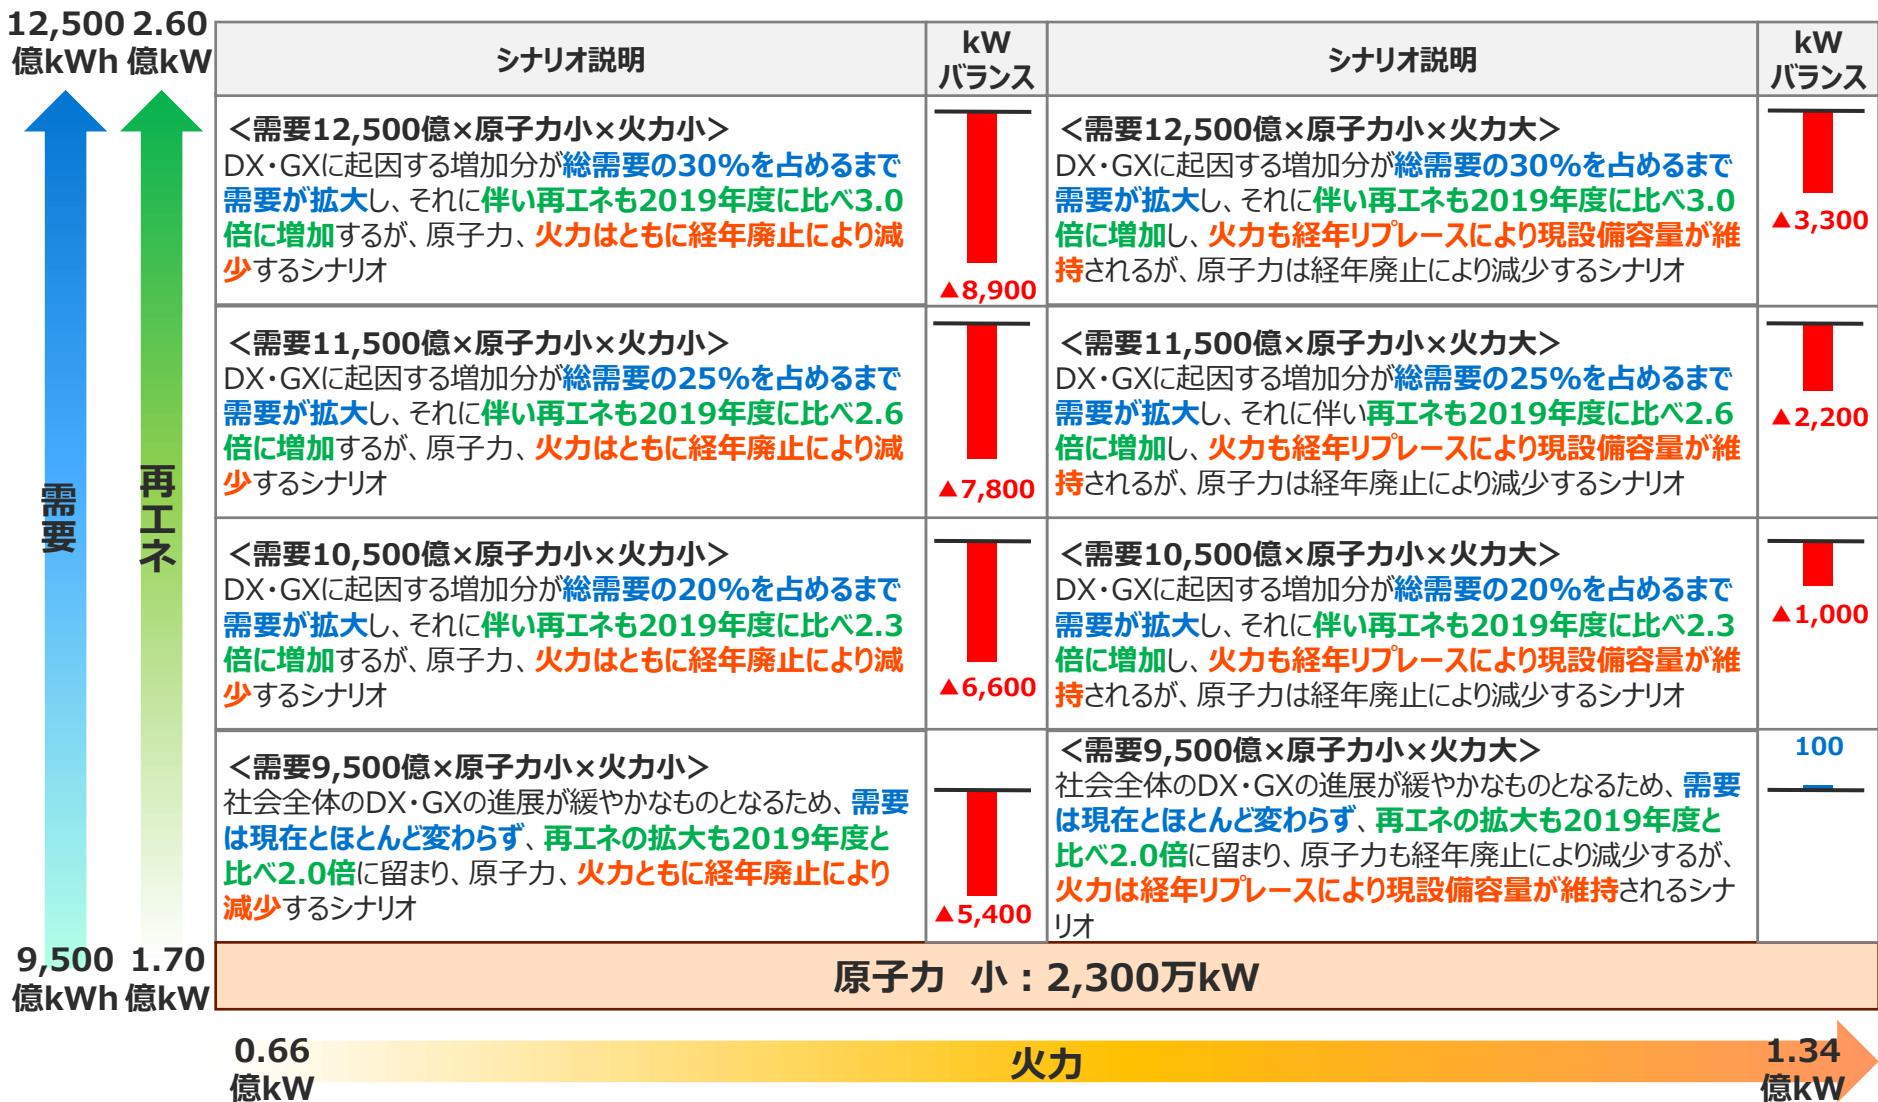 12,500
億kWh
2.60
億kW
シナリオ説明
kW
バランス
シナリオ説明
kW
バランス
＜需要12,500億×原子力小×火力小＞
DX・GXに起因する増加分が総需要の30%を占めるまで
需要が拡大し、それに伴い再エネも2019年度に比べ3.0
倍に増加するが、原子力、火力はともに経年廃止により減
少するシナリオ
▲8,900
＜需要12,500億×原子力小×火力大＞
DX・GXに起因する増加分が総需要の30%を占めるまで
需要が拡大し、それに伴い再エネも2019年度に比べ3.0
倍に増加し、火力も経年リプレースにより現設備容量が維
持されるが、原子力は経年廃止により減少するシナリオ
▲3,300
＜需要11,500億×原子力小×火力小＞
DX・GXに起因する増加分が総需要の25%を占めるまで
需要が拡大し、それに伴い再エネも2019年度に比べ2.6
倍に増加するが、原子力、火力はともに経年廃止により減
少するシナリオ
▲7,800
＜需要11,500億×原子力小×火力大＞
DX・GXに起因する増加分が総需要の25%を占めるまで
需要が拡大し、それに伴い再エネも2019年度に比べ2.6
倍に増加し、火力も経年リプレースにより現設備容量が維
持されるが、原子力は経年廃止により減少するシナリオ
▲2,200
需要
再エネ
＜需要10,500億×原子力小×火力小＞
DX・GXに起因する増加分が総需要の20%を占めるまで
需要が拡大し、それに伴い再エネも2019年度に比べ2.3
倍に増加するが、原子力、火力はともに経年廃止により減
少するシナリオ
▲6,600
＜需要10,500億×原子力小×火力大＞
DX・GXに起因する増加分が総需要の20%を占めるまで
需要が拡大し、それに伴い再エネも2019年度に比べ2.3
倍に増加し、火力も経年リプレースにより現設備容量が維
持されるが、原子力は経年廃止により減少するシナリオ
▲1,000
＜需要9,500億×原子力小×火力小＞
社会全体のDX・GXの進展が緩やかなものとなるため、需要
は現在とほとんど変わらず、再エネの拡大も2019年度と
比べ2.0倍に留まり、原子力、火力ともに経年廃止により
減少するシナリオ
▲5,400
＜需要9,500億×原子力小×火力大＞
社会全体のDX・GXの進展が緩やかなものとなるため、需要
は現在とほとんど変わらず、再エネの拡大も2019年度と
比べ2.0倍に留まり、原子力も経年廃止により減少するが、
火力は経年リプレースにより現設備容量が維持されるシナ
リオ
100
9,500
億kWh
1.70
億kW
原子力 小：2,300万kW
0.66
億kW
火力
1.34
億kW